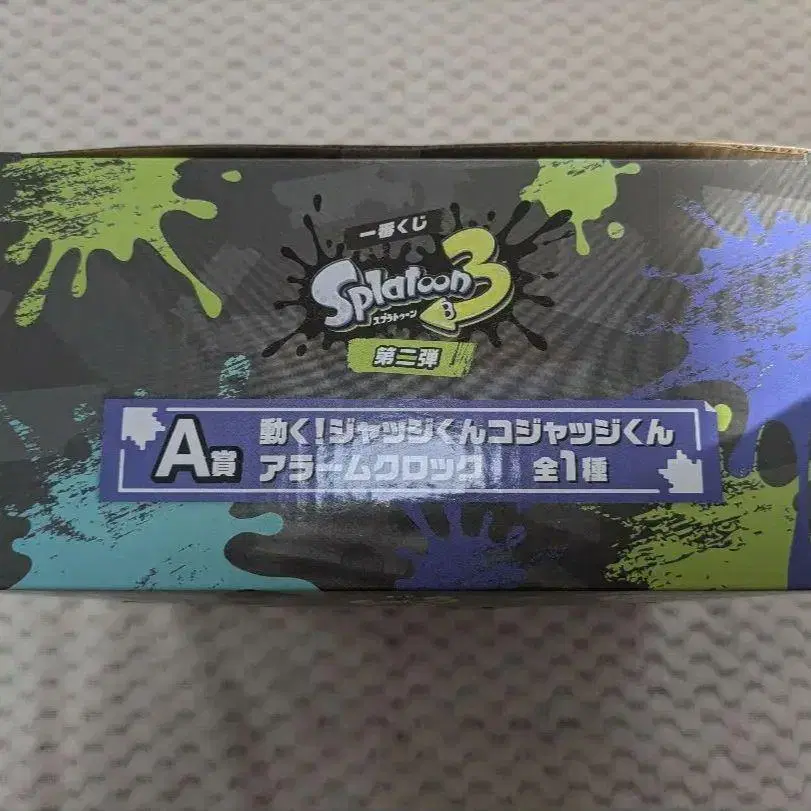 一番くじ
Splatoon3
スプラトゥーン
第二弾
A賞
動く!ジャッジくんコジャッジくん
アラームクロック 全1種